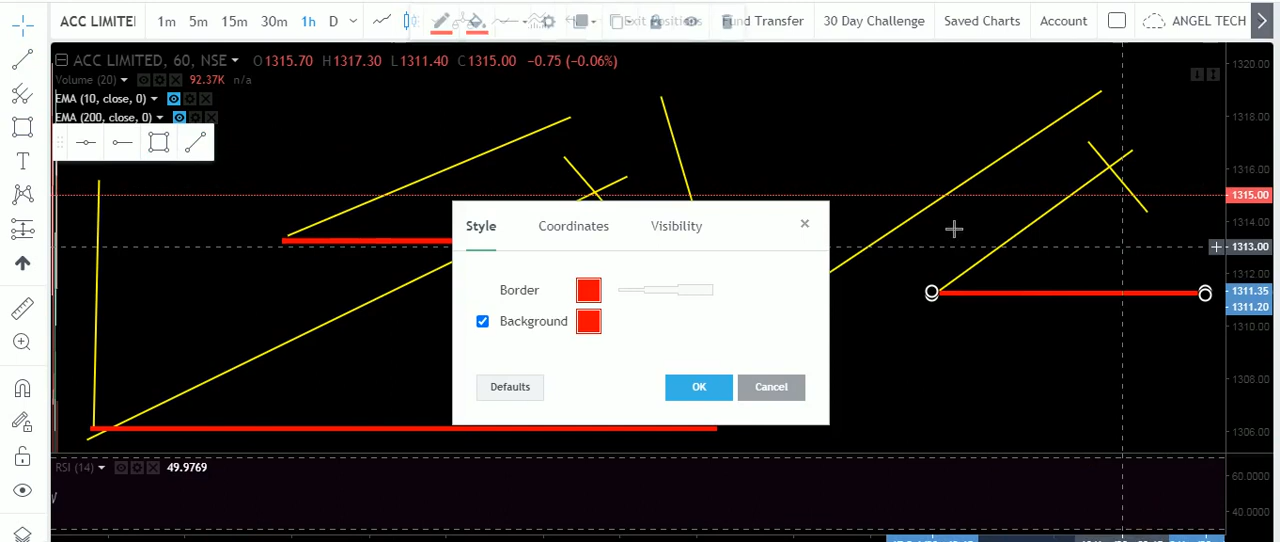 ACC LIMITED 1m 5m 15m 30m 1h D Exit Positions Fund Transfer 30 Day Challenge Saved Charts Account ANGEL TECH
ACC LIMITED, 60, NSE O1315.70 H1317.30 L1311.40 C1315.00 −0.75 (−0.06%)
Volume (20) 92.37K n/a
EMA (10, close, 0)
EMA (200, close, 0)
1320.00
1318.00
1316.00
1315.00
1314.00
1313.00
1312.00
1311.35
1311.20
1310.00
1308.00
1306.00
Style Coordinates Visibility
Border
Background
Defaults OK Cancel
RSI (14) 49.9769
60.0000
40.0000